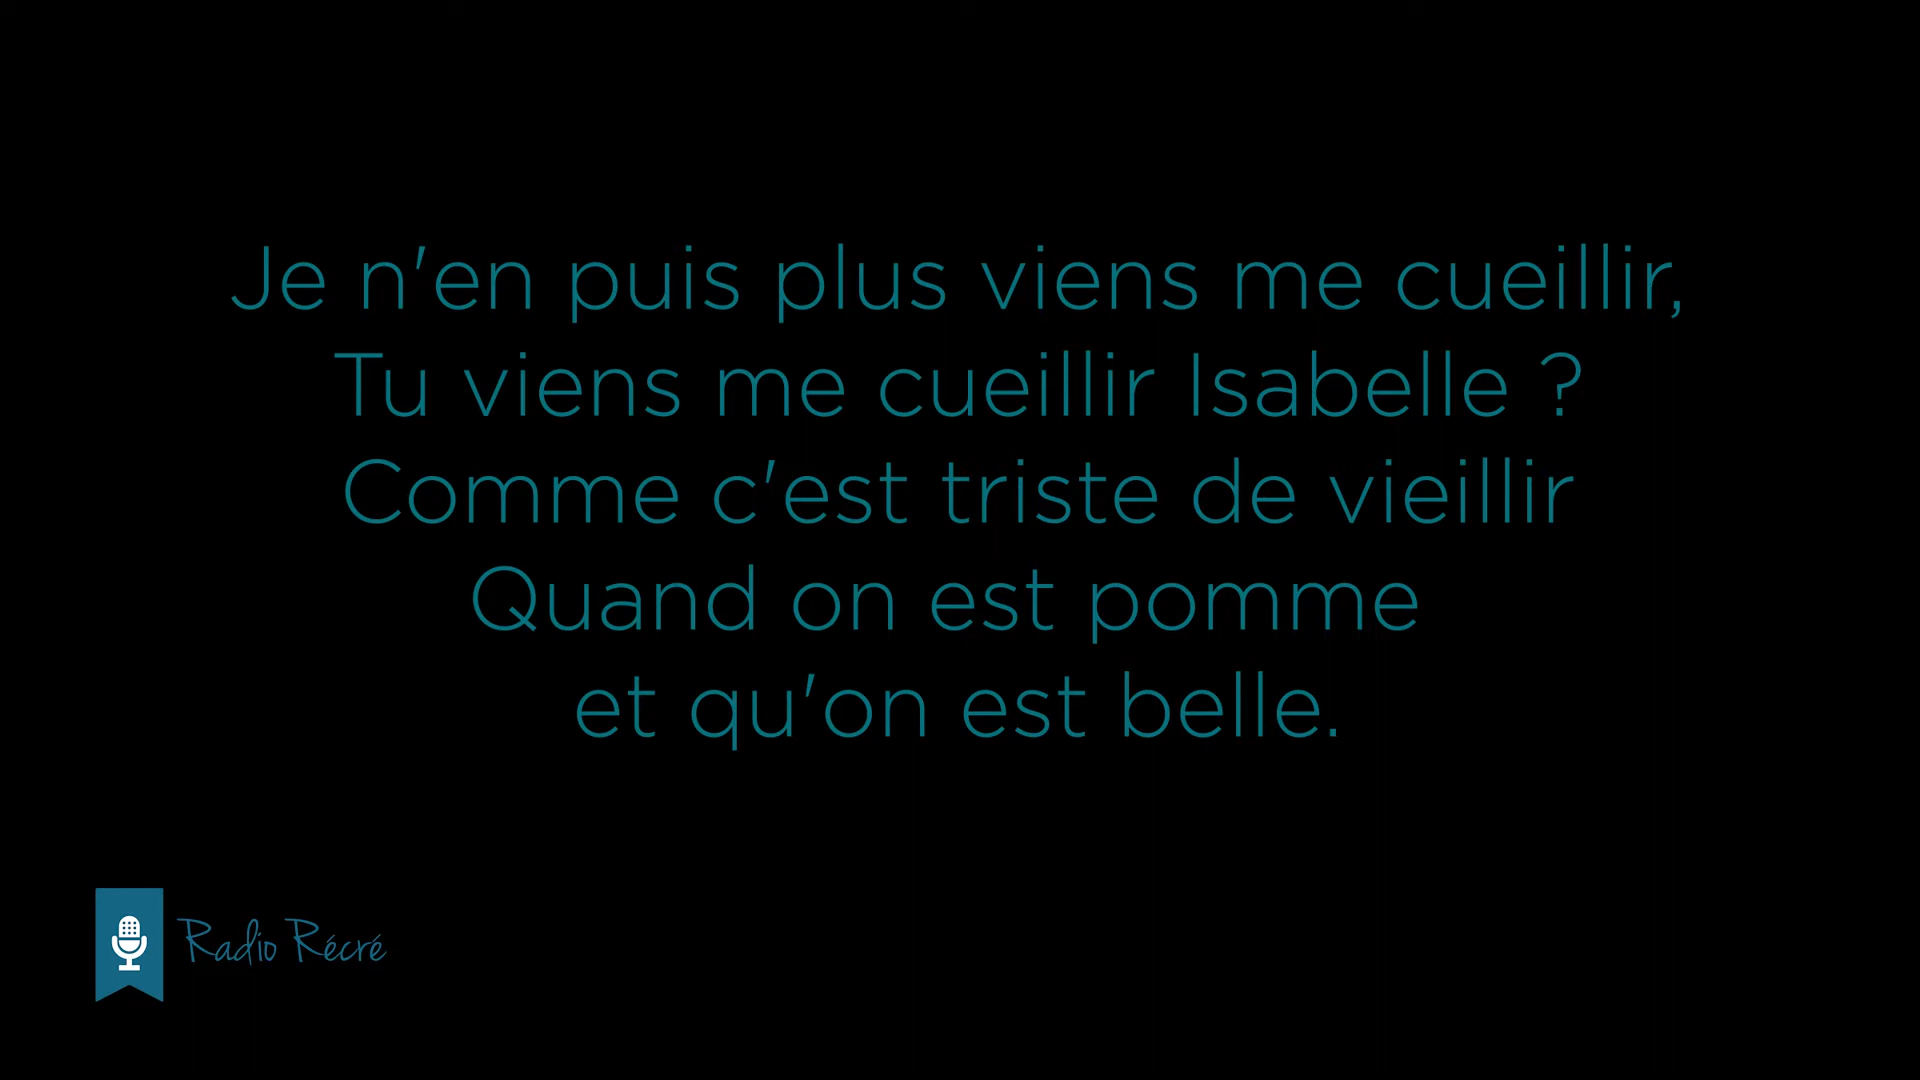 Je n'en puis plus viens me cueillir,
Tu viens me cueillir Isabelle ?
Comme c'est triste de vieillir
Quand on est pomme
et qu'on est belle.
Radio Récré